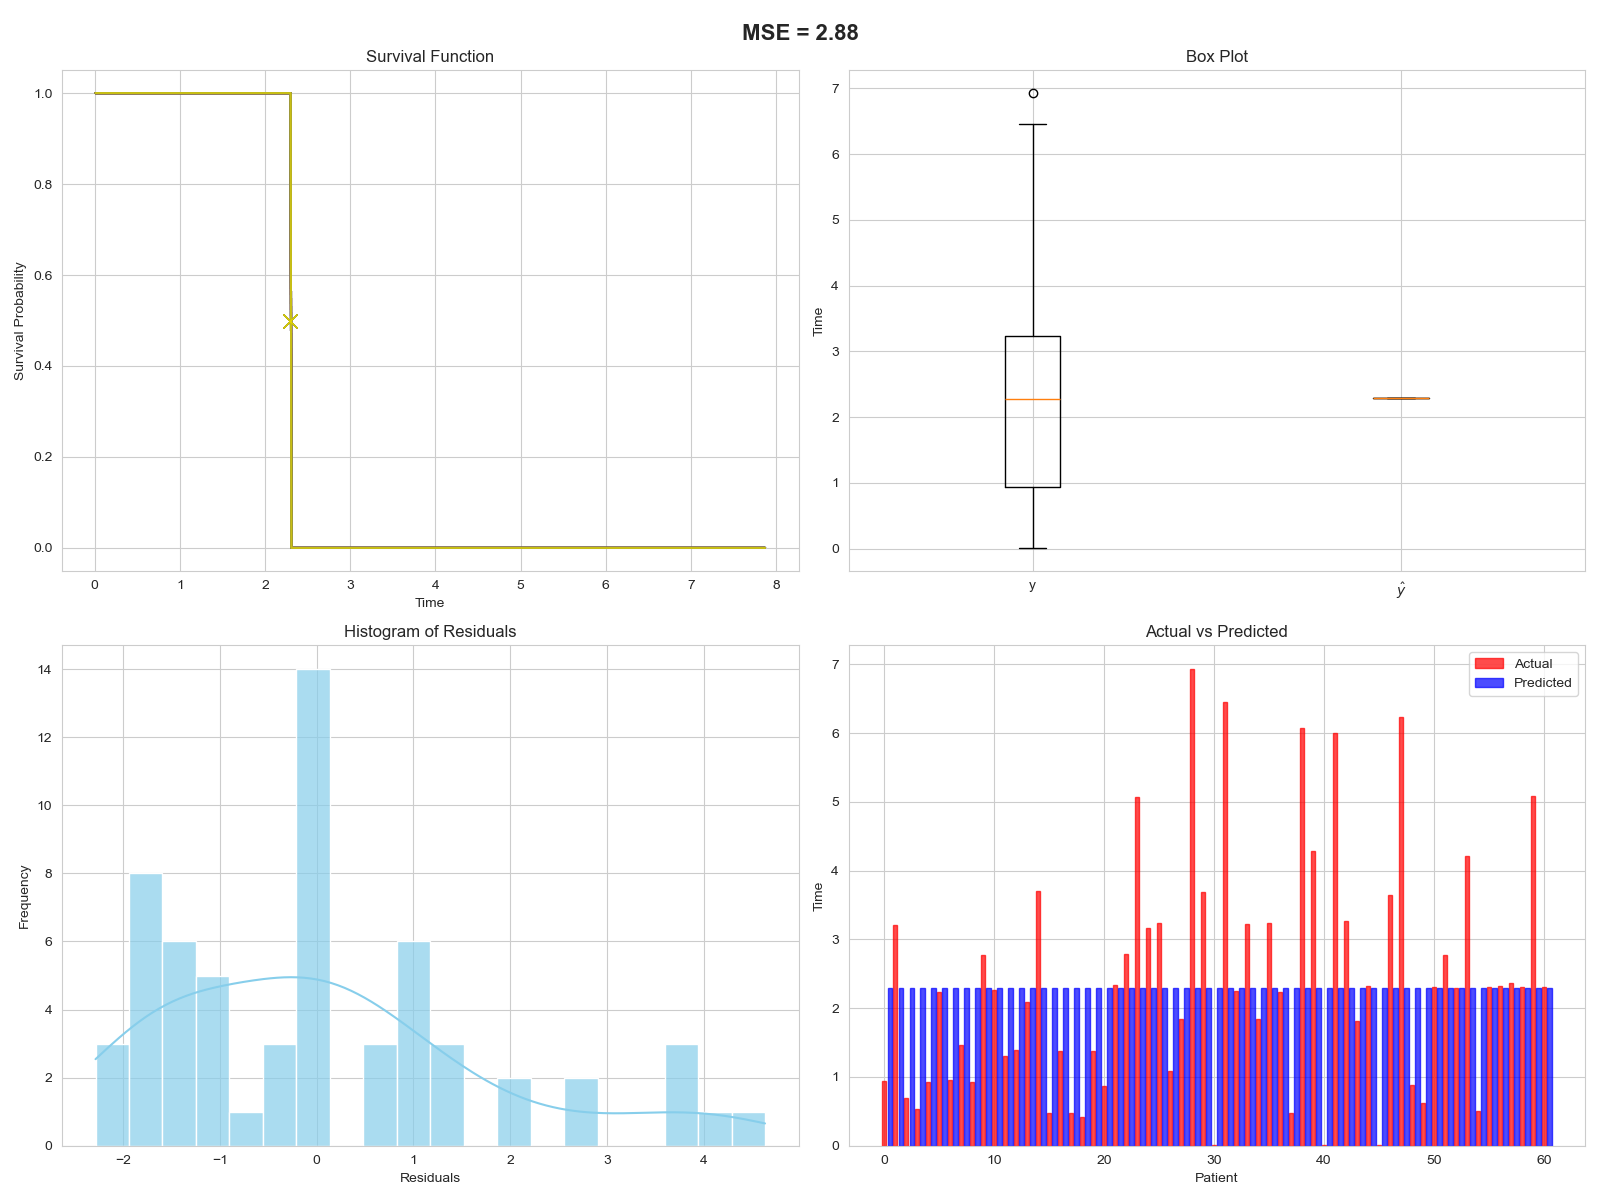 MSE = 2.88
Survival Function
1.0
0.8
0.6
0.4
0.2
0.0
Survival Probability
0 1 2 3 4 5 6 7 8
Time
Box Plot
7
6
5
4
3
2
1
0
Time
y ŷ
Histogram of Residuals
14
12
10
8
6
4
2
0
Frequency
−2 −1 0 1 2 3 4
Residuals
Actual vs Predicted
Actual
Predicted
7
6
5
4
3
2
1
0
Time
0 10 20 30 40 50 60
Patient